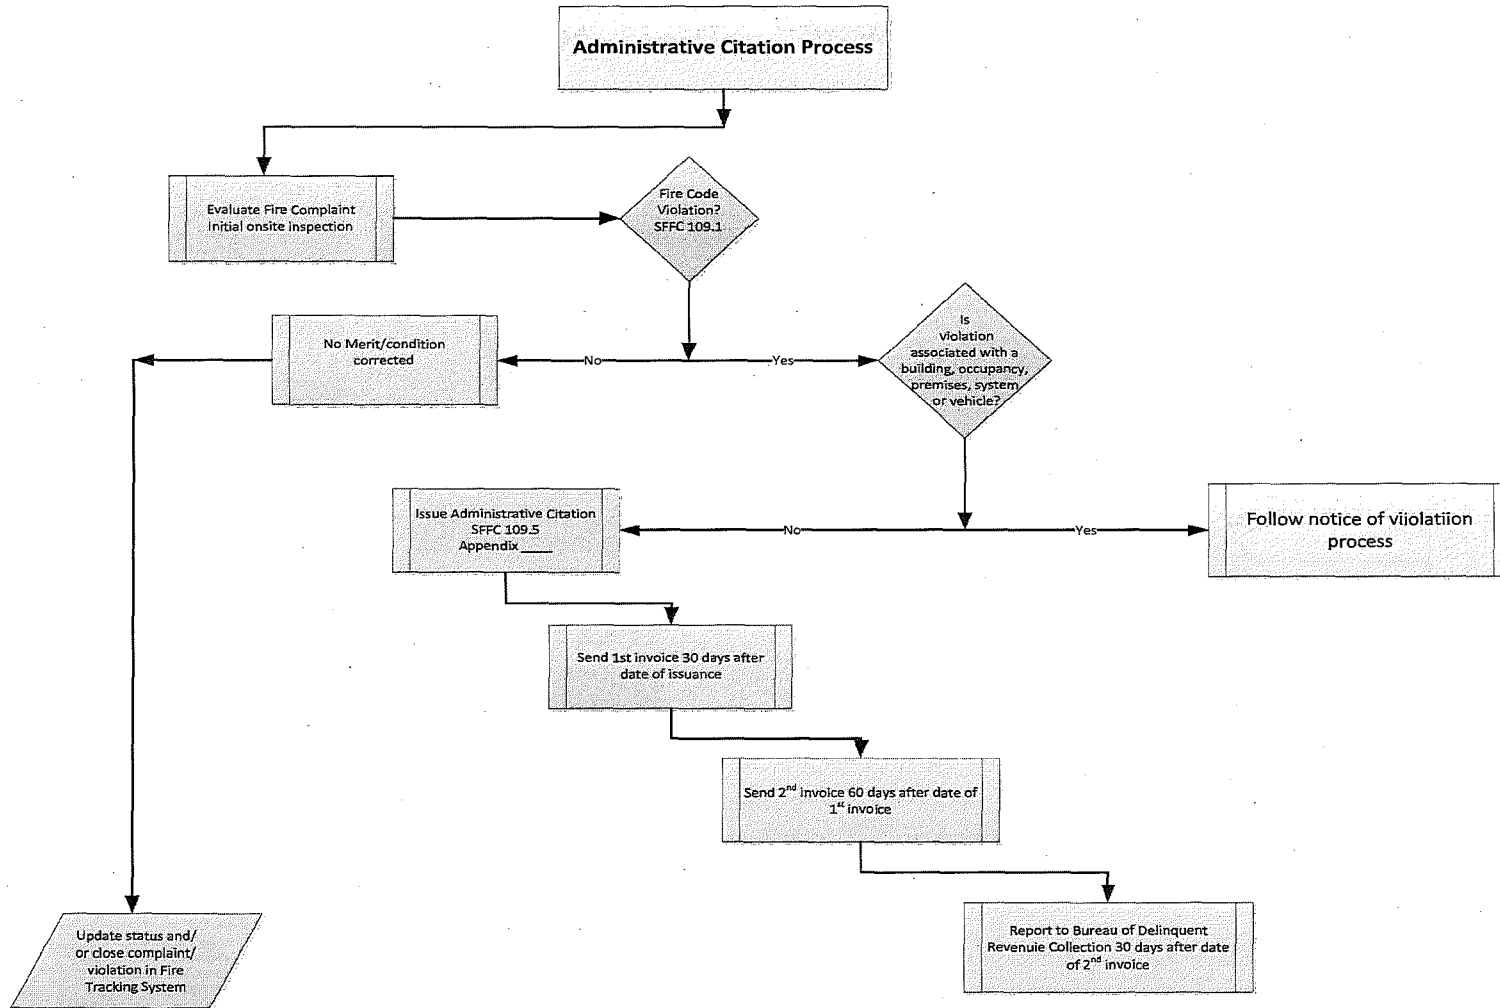 Administrative Citation Process
Evaluate Fire Complaint
Initial onsite inspection
Fire Code
Violation?
SFFC 109.1
No Merit/condition
corrected
No
Yes
Is
violation
associated with a
building, occupancy,
premises, system
or vehicle?
Issue Administrative Citation
SFFC 109.5
Appendix ____
No
Yes
Follow notice of viiolatiion
process
Send 1st invoice 30 days after
date of issuance
Send 2nd invoice 60 days after date of
1st invoice
Update status and/
or close complaint/
violation in Fire
Tracking System
Report to Bureau of Delinquent
Revenuie Collection 30 days after date
of 2nd invoice